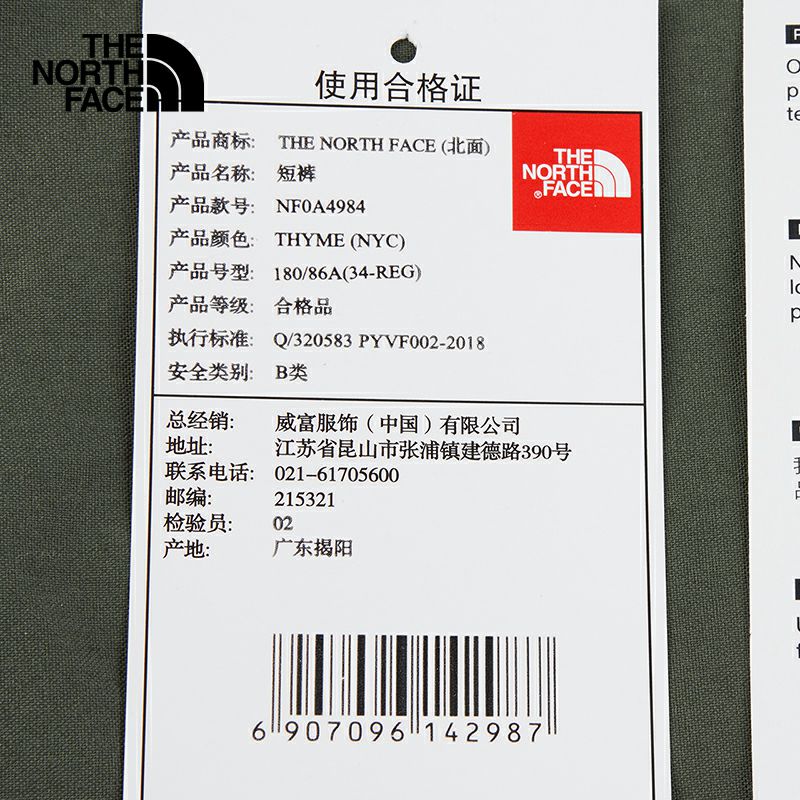 THE
NORTH
FACE
使用合格证
产品商标: THE NORTH FACE (北面)
产品名称: 短裤
产品款号: NF0A4984
产品颜色: THYME (NYC)
产品号型: 180/86A(34-REG)
产品等级: 合格品
执行标准: Q/320583 PYVF002-2018
安全类别: B类
THE
NORTH
FACE
®
总经销: 威富服饰（中国）有限公司
地址: 江苏省昆山市张浦镇建德路390号
联系电话: 021-61705600
邮编: 215321
检验员: 02
产地: 广东揭阳
6 907096 142987